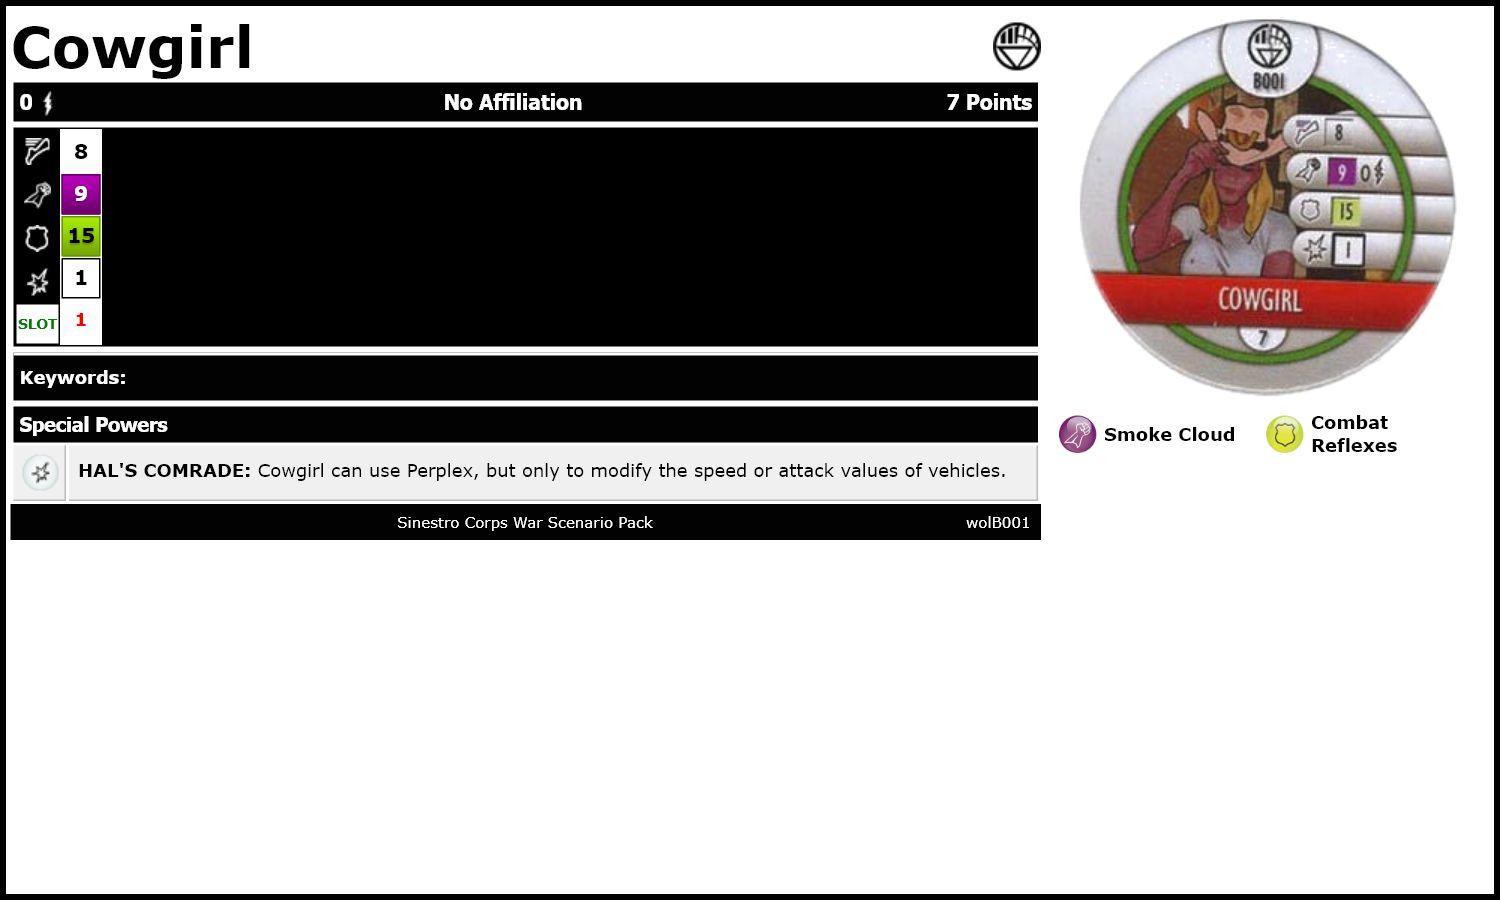 Cowgirl
0 No Affiliation 7 Points
8
9
15
1
SLOT 1
Keywords:
Special Powers
HAL'S COMRADE: Cowgirl can use Perplex, but only to modify the speed or attack values of vehicles.
Sinestro Corps War Scenario Pack wolB001
B001
8
9 0
15
1
COWGIRL
7
Smoke Cloud
Combat
Reflexes